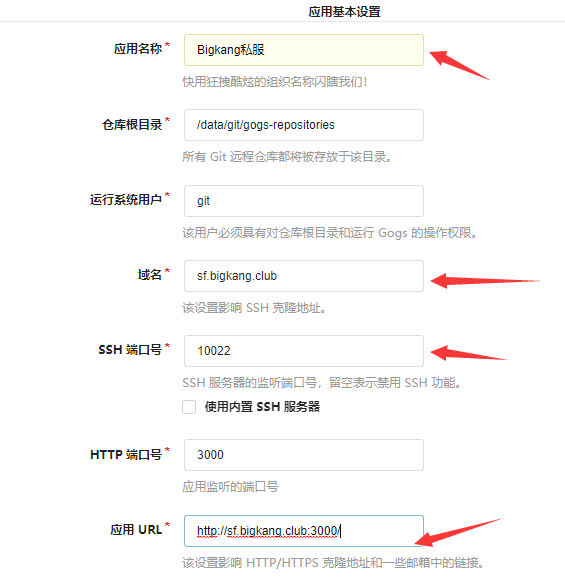 应用基本设置
应用名称*
Bigkang私服
快用狂拽酷炫的组织名称闪瞎我们！
仓库根目录*
/data/git/gogs-repositories
所有 Git 远程仓库都将被存放于该目录。
运行系统用户*
git
该用户必须具有对仓库根目录和运行 Gogs 的操作权限。
域名*
sf.bigkang.club
该设置影响 SSH 克隆地址。
SSH 端口号*
10022
SSH 服务器的监听端口号，留空表示禁用 SSH 功能。
使用内置 SSH 服务器
HTTP 端口号*
3000
应用监听的端口号
应用 URL*
http://sf.bigkang.club:3000/
该设置影响 HTTP/HTTPS 克隆地址和一些邮箱中的链接。